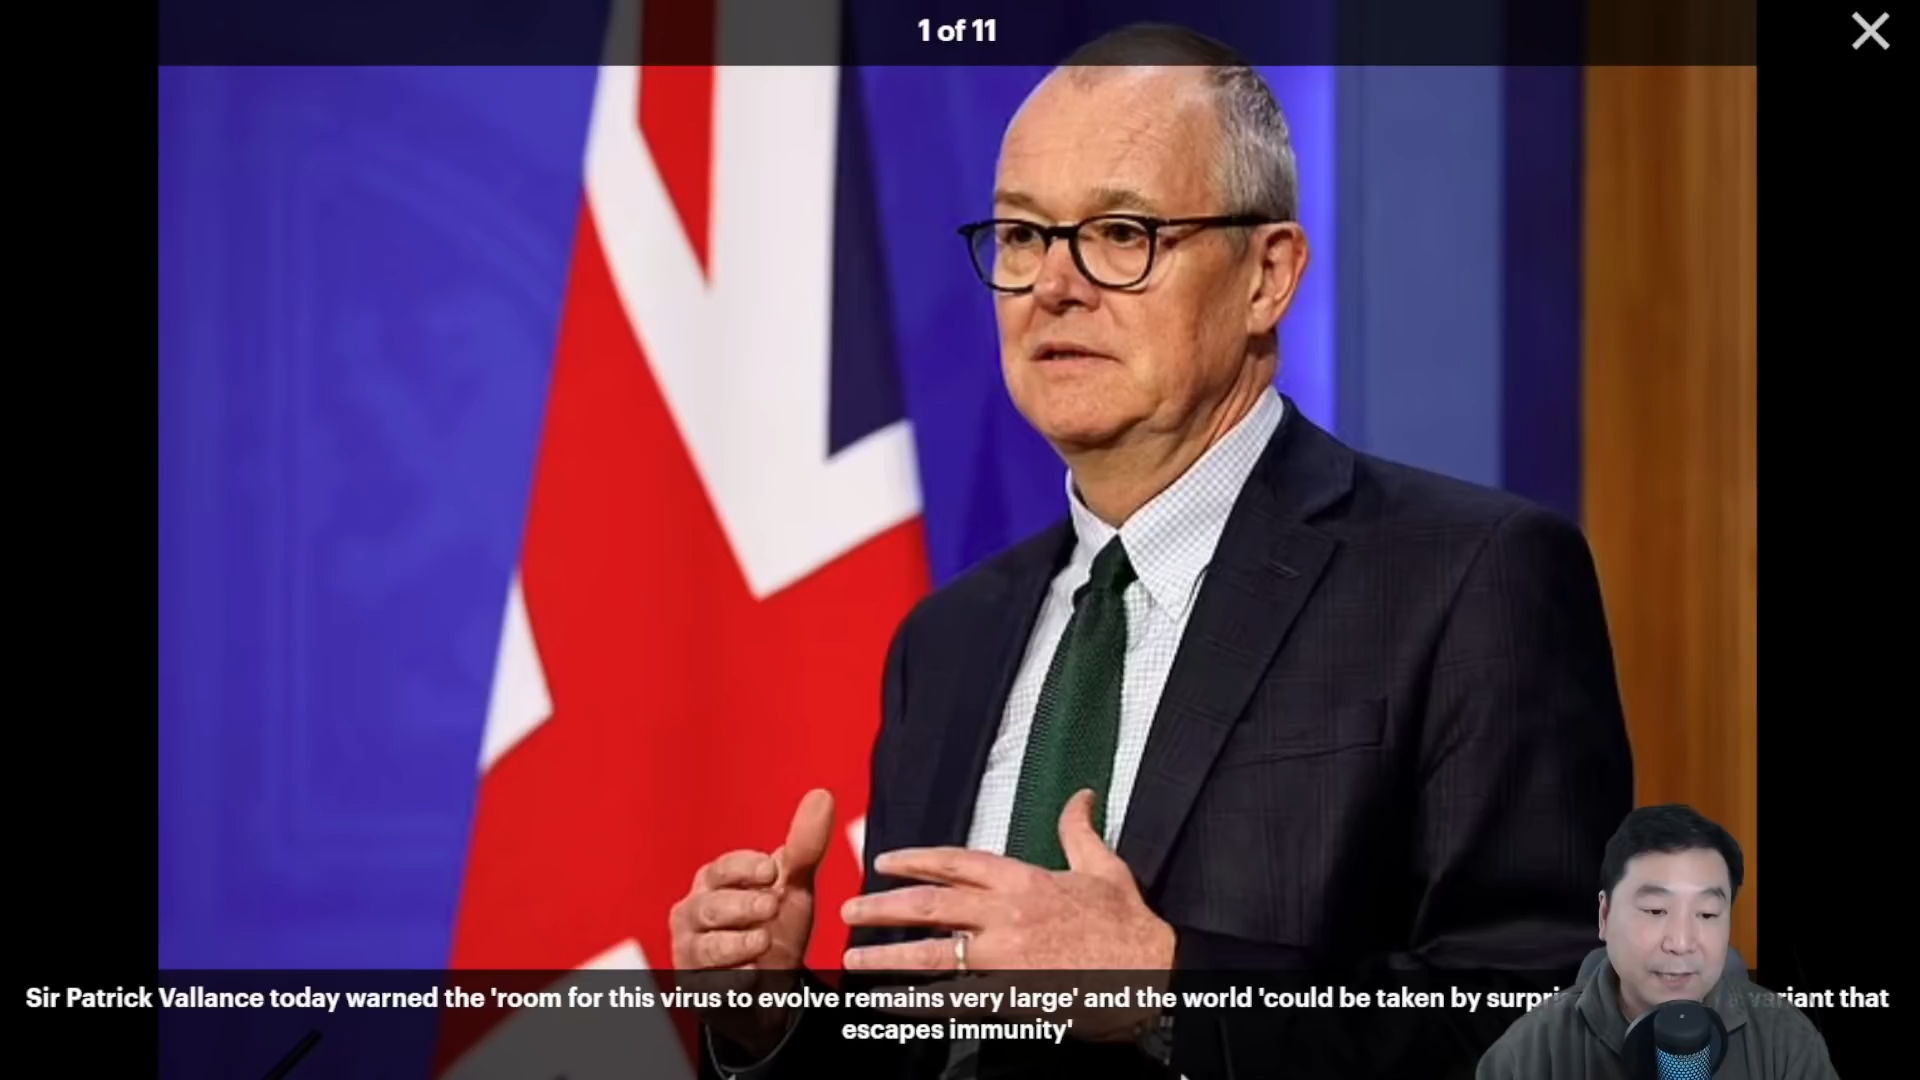 1 of 11
Sir Patrick Vallance today warned the 'room for this virus to evolve remains very large' and the world 'could be taken by variant that
escapes immunity'